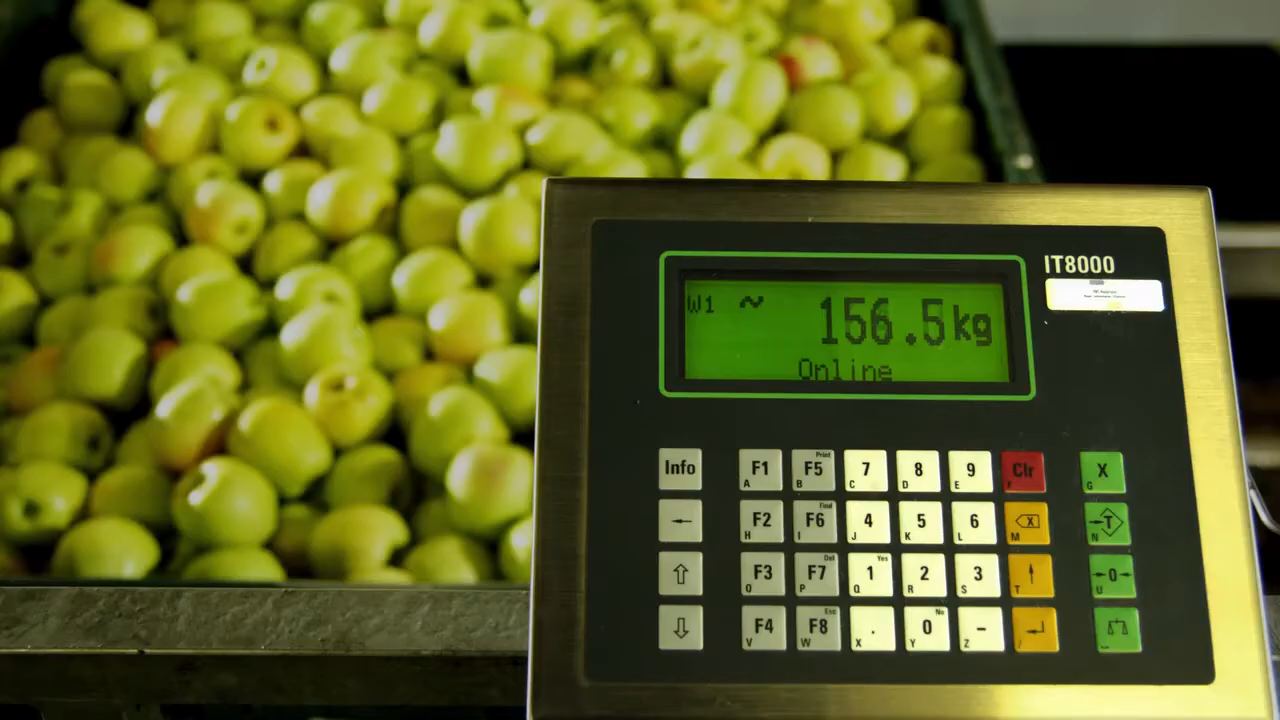 IT8000
W1 ~ 156.5kg
Online
Info
F1 A
Print F5 B
7 C
8 D
9 E
Clr F
X G
F2 H
Find F6 I
4 J
5 K
6 L
M
T N
F3 O
Del F7 P
Yes 1 Q
2 R
3 S
T
0 U
F4 V
Esc F8 W
. X
No 0 Y
- Z